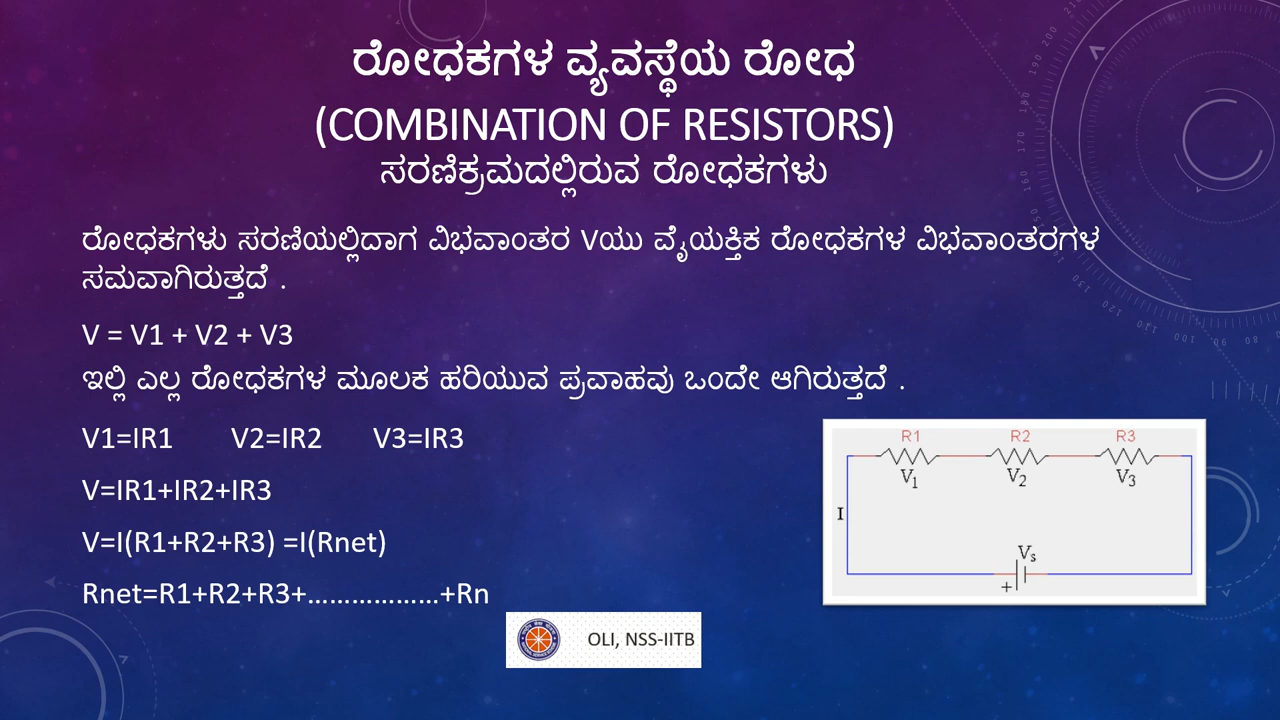 ರೋಧಕಗಳ ವ್ಯವಸ್ಥೆಯ ರೋಧ
(COMBINATION OF RESISTORS)
ಸರಣಿಕ್ರಮದಲ್ಲಿರುವ ರೋಧಕಗಳು
ರೋಧಕಗಳು ಸರಣಿಯಲ್ಲಿದಾಗ ವಿಭವಾಂತರ Vಯು ವೈಯಕ್ತಿಕ ರೋಧಕಗಳ ವಿಭವಾಂತರಗಳ
ಸಮವಾಗಿರುತ್ತದೆ .
V = V1 + V2 + V3
ಇಲ್ಲಿ ಎಲ್ಲ ರೋಧಕಗಳ ಮೂಲಕ ಹರಿಯುವ ಪ್ರವಾಹವು ಒಂದೇ ಆಗಿರುತ್ತದೆ .
V1=IR1 V2=IR2 V3=IR3
V=IR1+IR2+IR3
V=I(R1+R2+R3) =I(Rnet)
Rnet=R1+R2+R3+………………+Rn
R1 R2 R3
V1 V2 V3
I
Vs
+
OLI, NSS-IITB